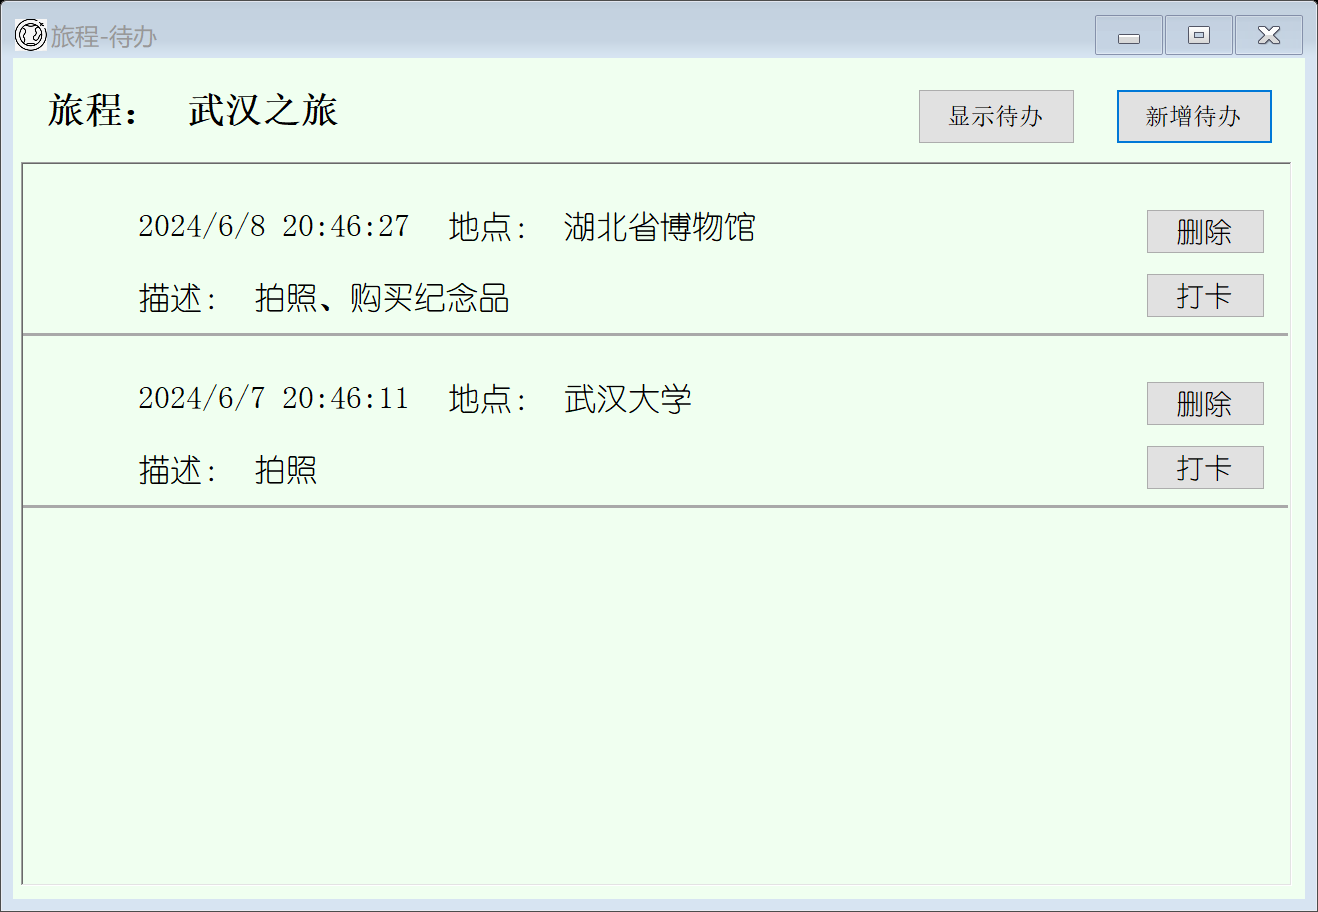 旅程-待办
旅程： 武汉之旅
显示待办 新增待办
2024/6/8 20:46:27 地点： 湖北省博物馆
删除
描述： 拍照、购买纪念品
打卡
2024/6/7 20:46:11 地点： 武汉大学
删除
描述： 拍照
打卡